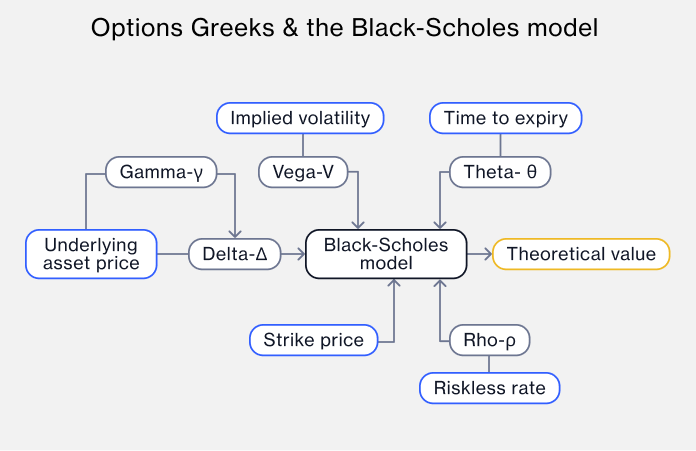 Options Greeks & the Black-Scholes model
Implied volatility
Time to expiry
Gamma-γ
Vega-V
Theta- θ
Underlying
asset price
Delta-Δ
Black-Scholes
model
Theoretical value
Strike price
Rho-ρ
Riskless rate